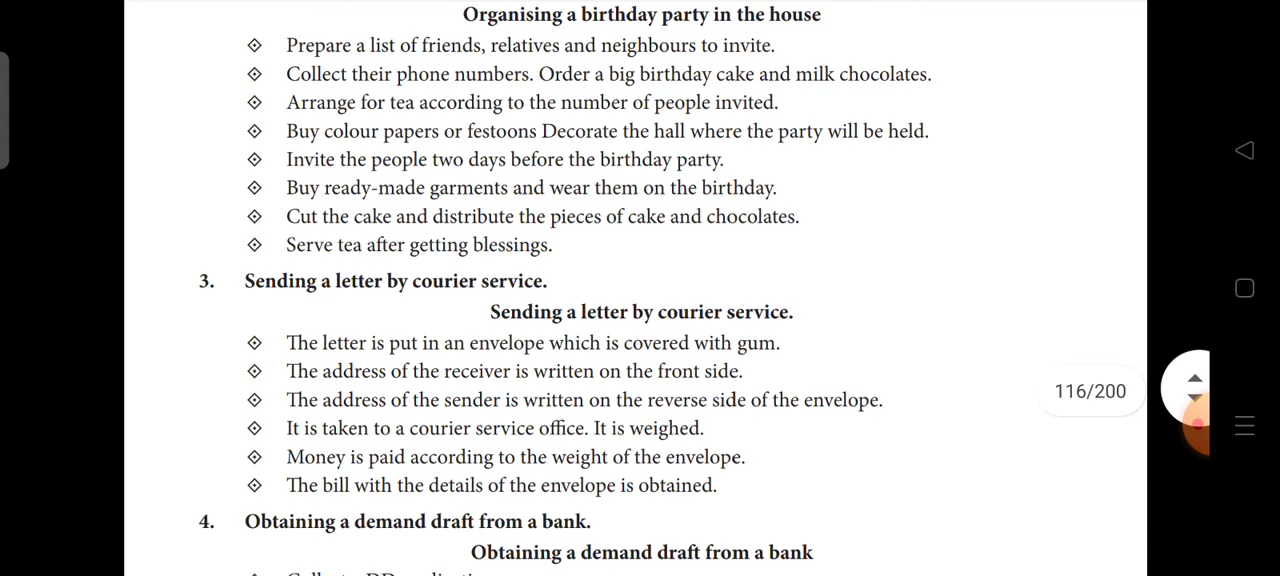 Organising a birthday party in the house
Prepare a list of friends, relatives and neighbours to invite.
Collect their phone numbers. Order a big birthday cake and milk chocolates.
Arrange for tea according to the number of people invited.
Buy colour papers or festoons Decorate the hall where the party will be held.
Invite the people two days before the birthday party.
Buy ready-made garments and wear them on the birthday.
Cut the cake and distribute the pieces of cake and chocolates.
Serve tea after getting blessings.
3. Sending a letter by courier service.
Sending a letter by courier service.
The letter is put in an envelope which is covered with gum.
The address of the receiver is written on the front side.
116/200
The address of the sender is written on the reverse side of the envelope.
It is taken to a courier service office. It is weighed.
Money is paid according to the weight of the envelope.
The bill with the details of the envelope is obtained.
4. Obtaining a demand draft from a bank.
Obtaining a demand draft from a bank